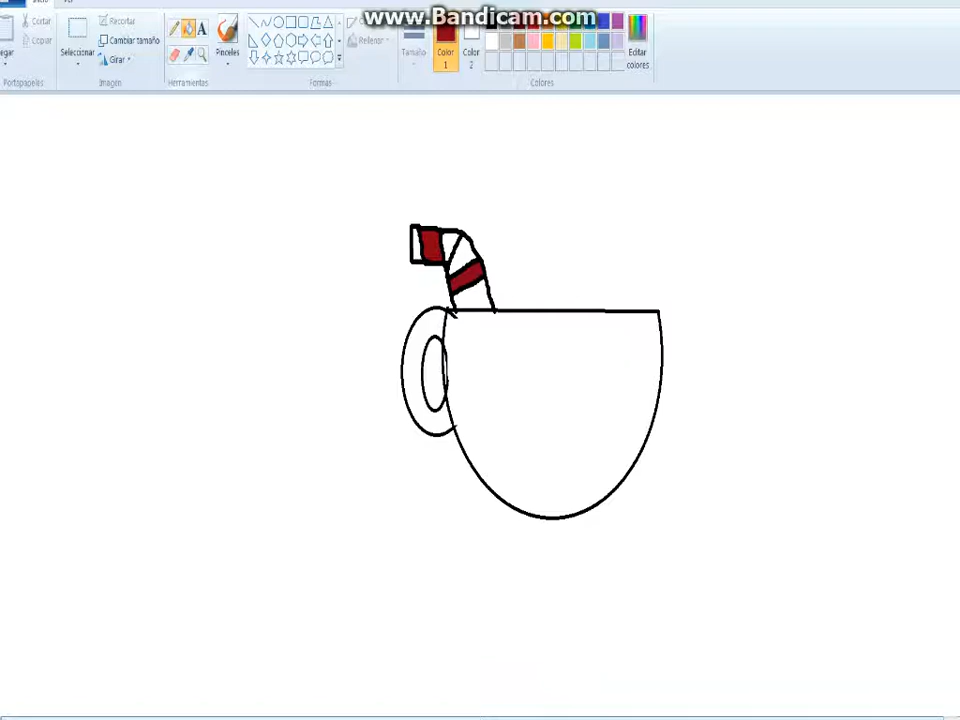 www.Bandicam.com
Cortar
Copiar
Portapapeles
Seleccionar
Recortar
Cambiar tamaño
Girar
Imagen
A
Herramientas
Pinceles
Rellenar
Formas
Tamaño
Color 1
Color 2
Editar colores
Colores